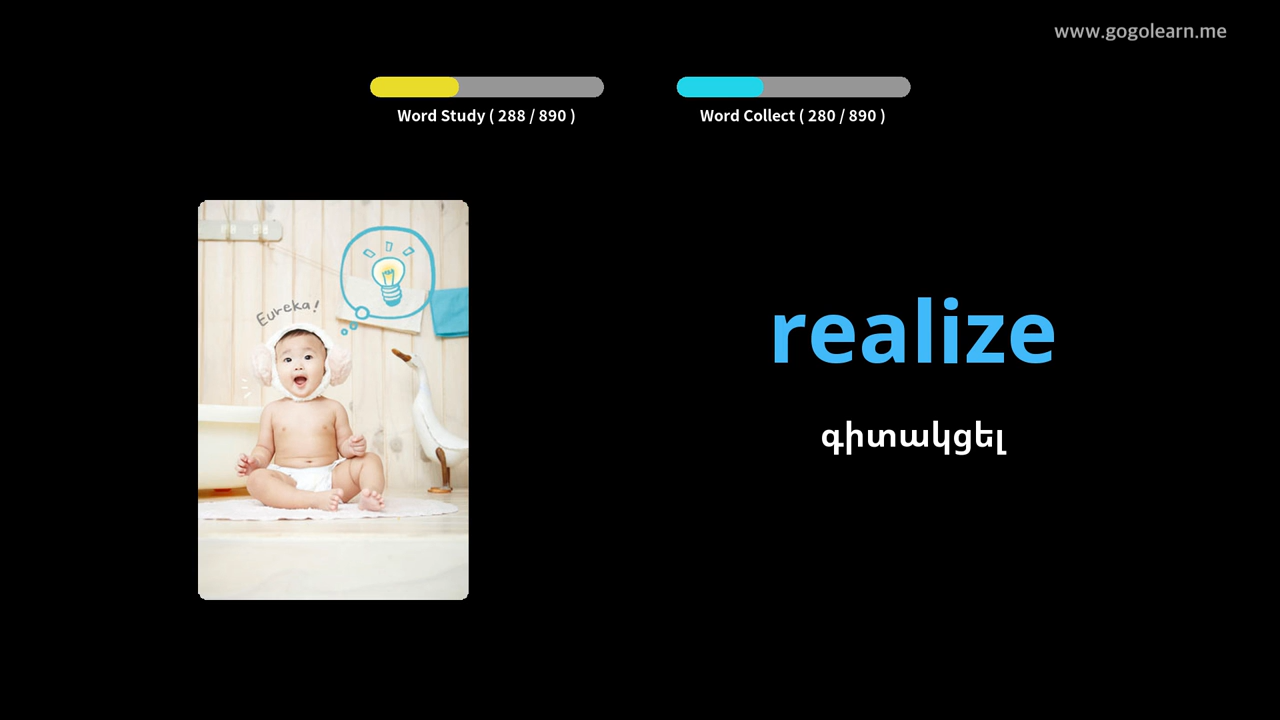 www.gogolearn.me
Word Study ( 288 / 890 )
Word Collect ( 280 / 890 )
Eureka!
realize
գիտակցել